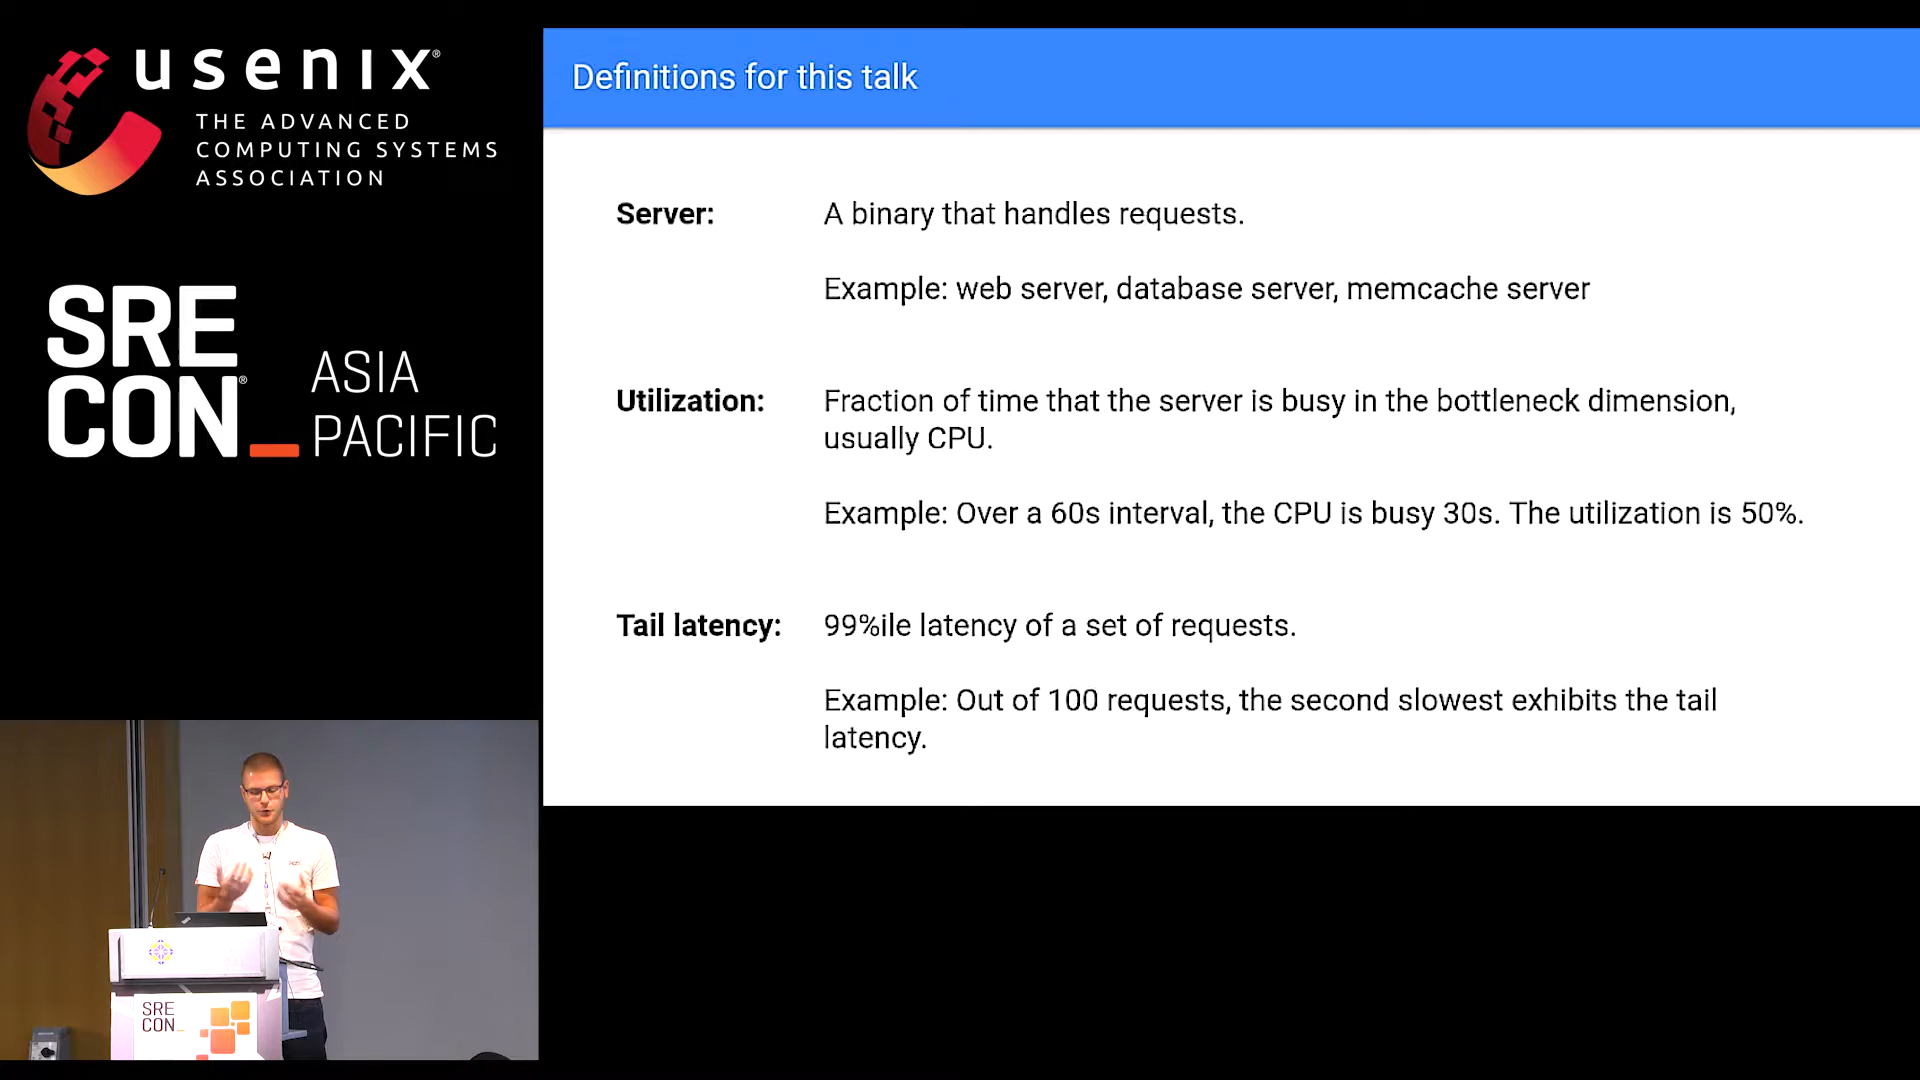 usenix®
THE ADVANCED
COMPUTING SYSTEMS
ASSOCIATION
SRE
CON®_
ASIA
PACIFIC
Definitions for this talk
Server: A binary that handles requests.
Example: web server, database server, memcache server
Utilization: Fraction of time that the server is busy in the bottleneck dimension,
usually CPU.
Example: Over a 60s interval, the CPU is busy 30s. The utilization is 50%.
Tail latency: 99%ile latency of a set of requests.
Example: Out of 100 requests, the second slowest exhibits the tail
latency.
SRE
CON_